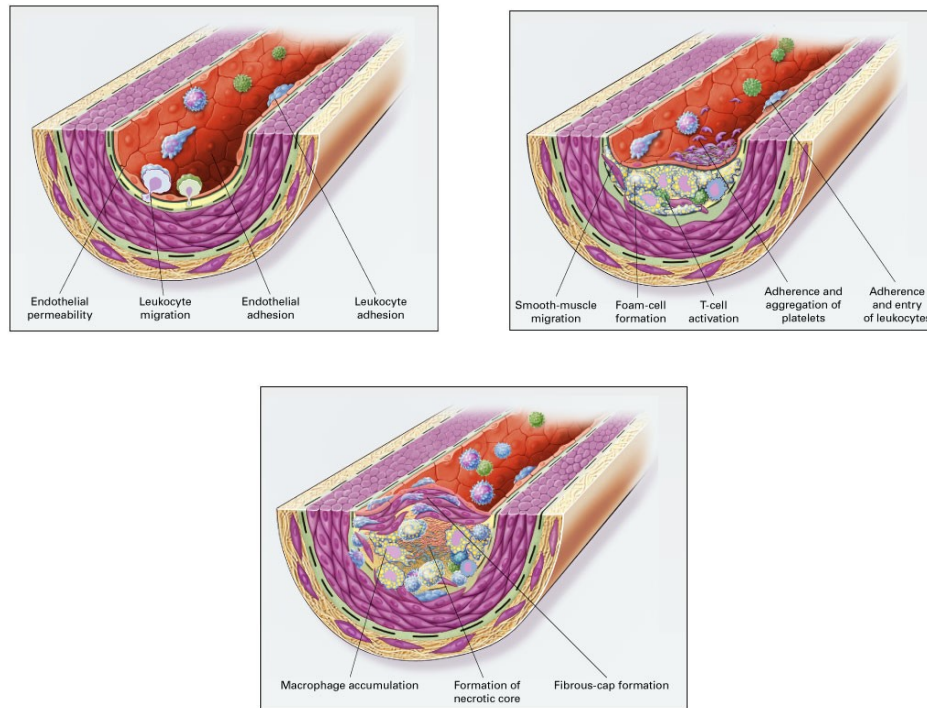 Endothelial
permeability
Leukocyte
migration
Endothelial
adhesion
Leukocyte
adhesion
Smooth-muscle
migration
Foam-cell
formation
T-cell
activation
Adherence and
aggregation of
platelets
Adherence
and entry
of leukocytes
Macrophage accumulation
Formation of
necrotic core
Fibrous-cap formation